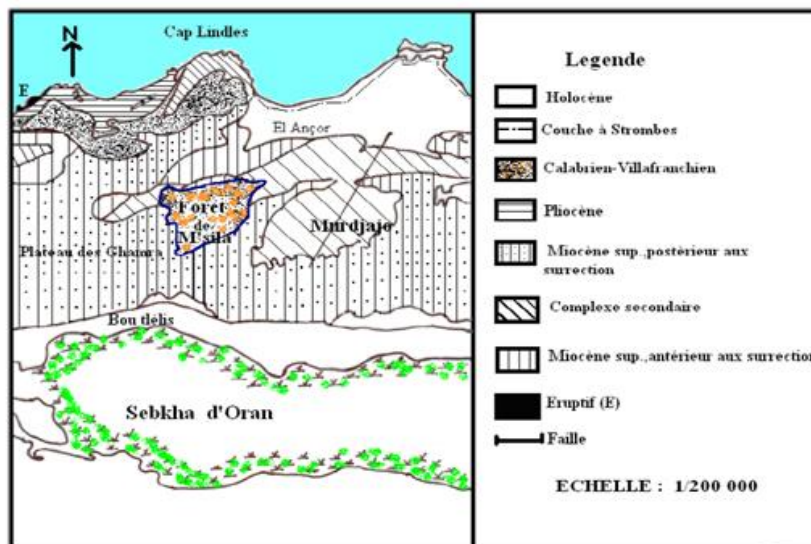 Cap Lindles
N
E
El Ançor
Foret
de
M'sila
Murdjajo
Plateau des Ghamra
Bou tlelis
Sebkha d'Oran
Legende
Holocène
Couche à Strombes
Calabrien-Villafranchien
Pliocène
Miocène sup.,postèrieur aux
surrection
Complexe secondaire
Miocène sup.,antérieur aux surrection
Eruptif (E)
Faille
ECHELLE : 1/200 000